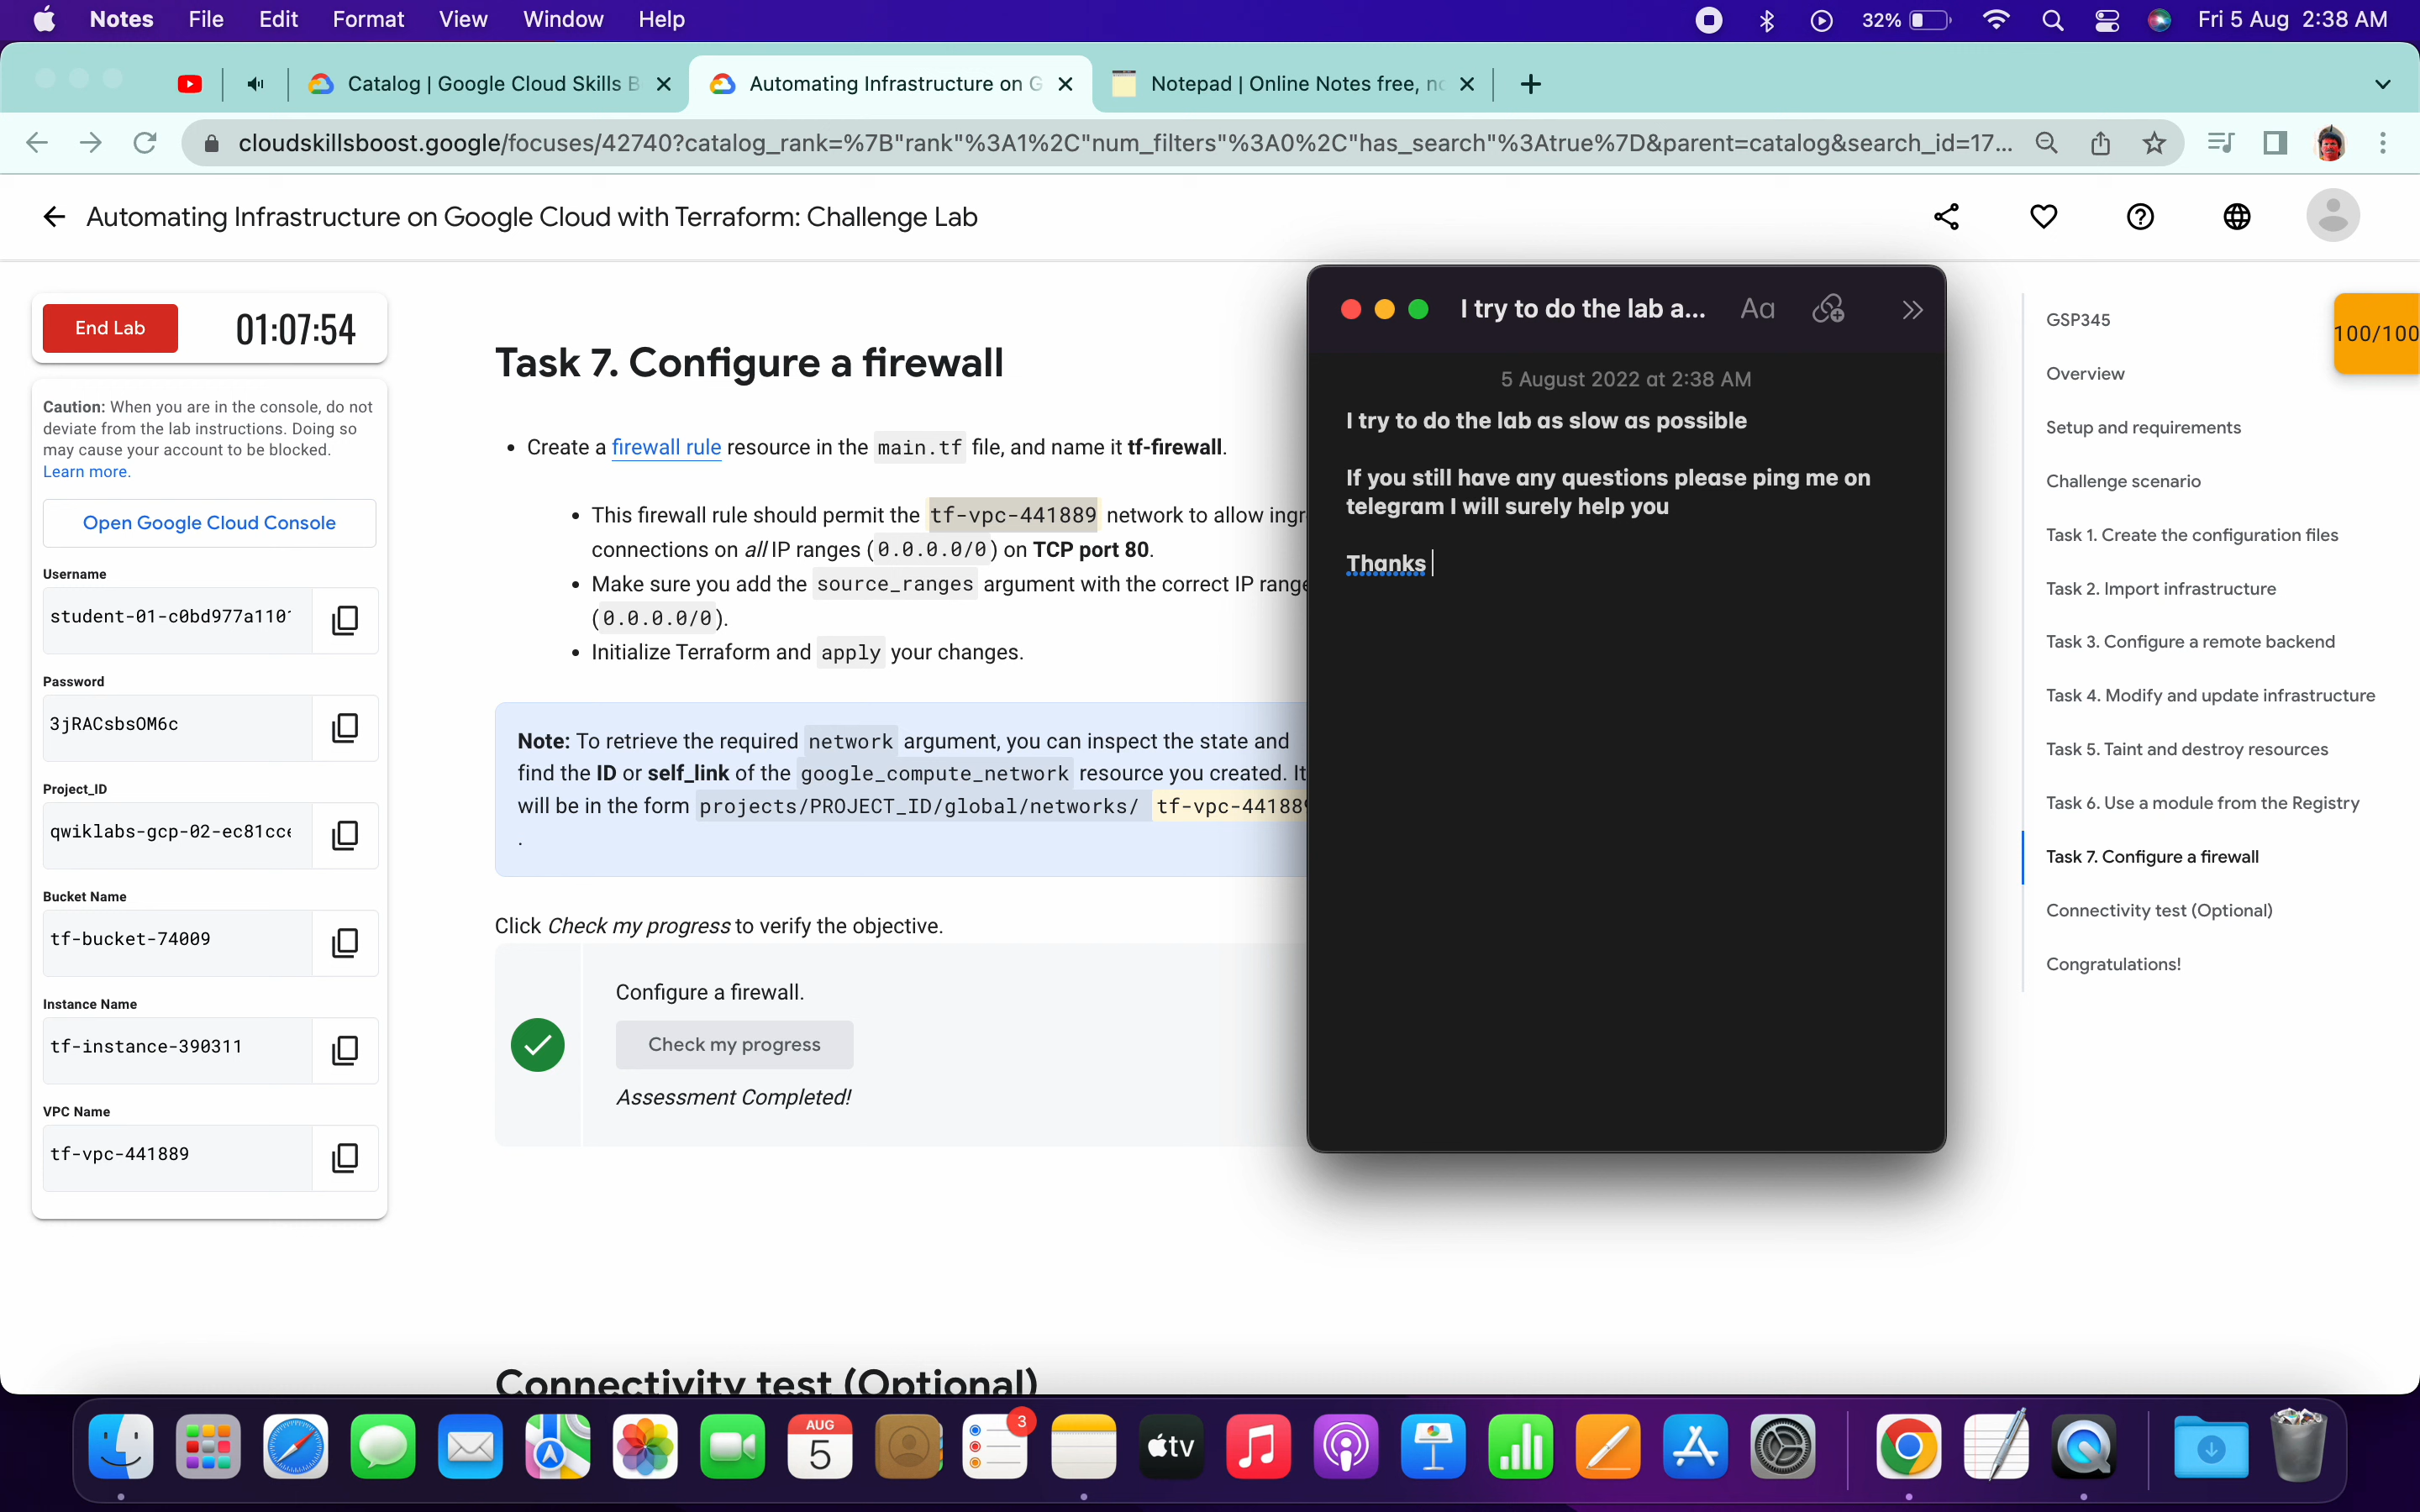 Notes File Edit Format View Window Help
32% Fri 5 Aug 2:38 AM
Catalog | Google Cloud Skills B
Automating Infrastructure on G
Notepad | Online Notes free, no
cloudskillsboost.google/focuses/42740?catalog_rank=%7B"rank"%3A1%2C"num_filters"%3A0%2C"has_search"%3Atrue%7D&parent=catalog&search_id=17...
Automating Infrastructure on Google Cloud with Terraform: Challenge Lab
End Lab 01:07:54
Caution: When you are in the console, do not
deviate from the lab instructions. Doing so
may cause your account to be blocked.
Learn more.
Open Google Cloud Console
Username
student-01-c0bd977a110
Password
3jRACsbsOM6c
Project_ID
qwiklabs-gcp-02-ec81cce
Bucket Name
tf-bucket-74009
Instance Name
tf-instance-390311
VPC Name
tf-vpc-441889
Task 7. Configure a firewall
• Create a firewall rule resource in the main.tf file, and name it tf-firewall.
• This firewall rule should permit the tf-vpc-441889 network to allow ingr
connections on all IP ranges (0.0.0.0/0) on TCP port 80.
• Make sure you add the source_ranges argument with the correct IP range
(0.0.0.0/0).
• Initialize Terraform and apply your changes.
Note: To retrieve the required network argument, you can inspect the state and
find the ID or self_link of the google_compute_network resource you created. It
will be in the form projects/PROJECT_ID/global/networks/ tf-vpc-441889
.
Click Check my progress to verify the objective.
Configure a firewall.
Check my progress
Assessment Completed!
Connectivity test (Optional)
I try to do the lab a... Aa
5 August 2022 at 2:38 AM
I try to do the lab as slow as possible
If you still have any questions please ping me on
telegram I will surely help you
Thanks
GSP345
Overview
Setup and requirements
Challenge scenario
Task 1. Create the configuration files
Task 2. Import infrastructure
Task 3. Configure a remote backend
Task 4. Modify and update infrastructure
Task 5. Taint and destroy resources
Task 6. Use a module from the Registry
Task 7. Configure a firewall
Connectivity test (Optional)
Congratulations!
100/100
AUG
5
3
tv